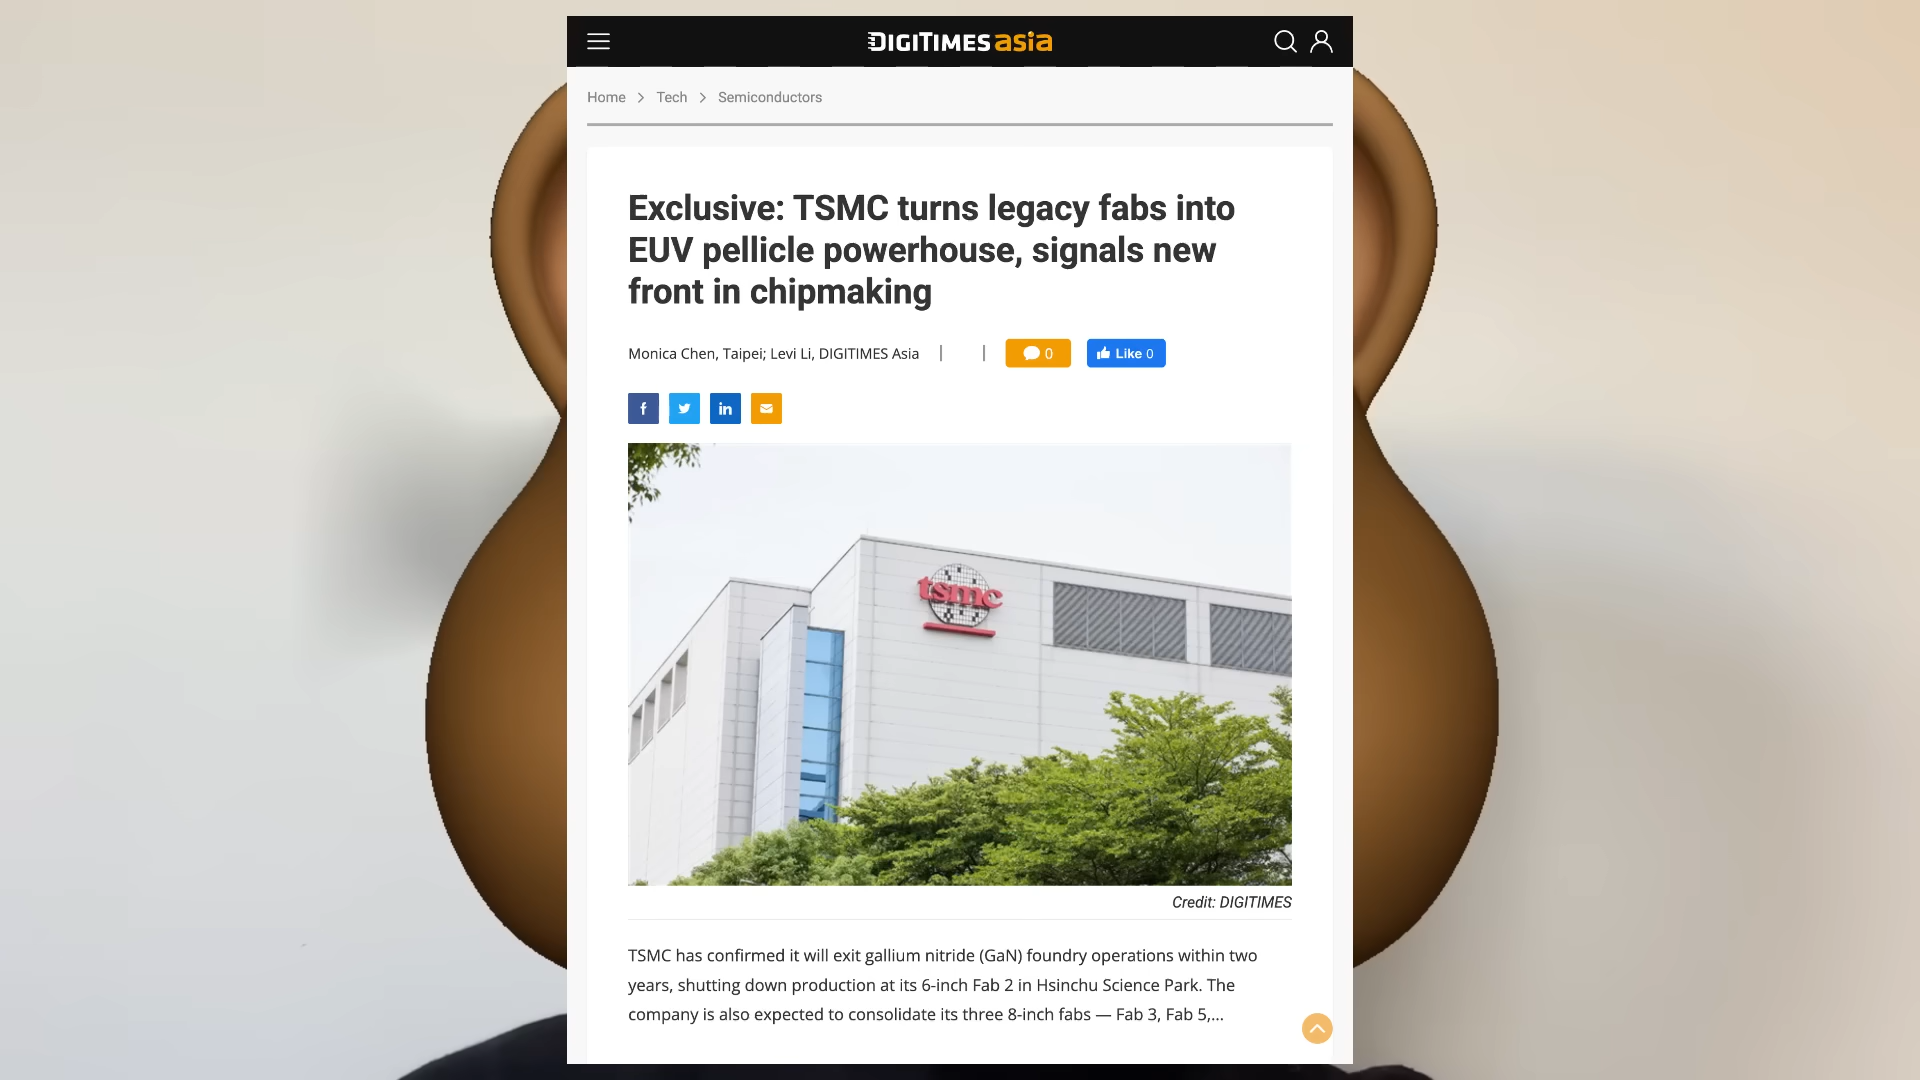 DIGITIMES asia
Home > Tech > Semiconductors
Exclusive: TSMC turns legacy fabs into
EUV pellicle powerhouse, signals new
front in chipmaking
Monica Chen, Taipei; Levi Li, DIGITIMES Asia | | 0 Like 0
tsmc
Credit: DIGITIMES
TSMC has confirmed it will exit gallium nitride (GaN) foundry operations within two
years, shutting down production at its 6-inch Fab 2 in Hsinchu Science Park. The
company is also expected to consolidate its three 8-inch fabs — Fab 3, Fab 5,...